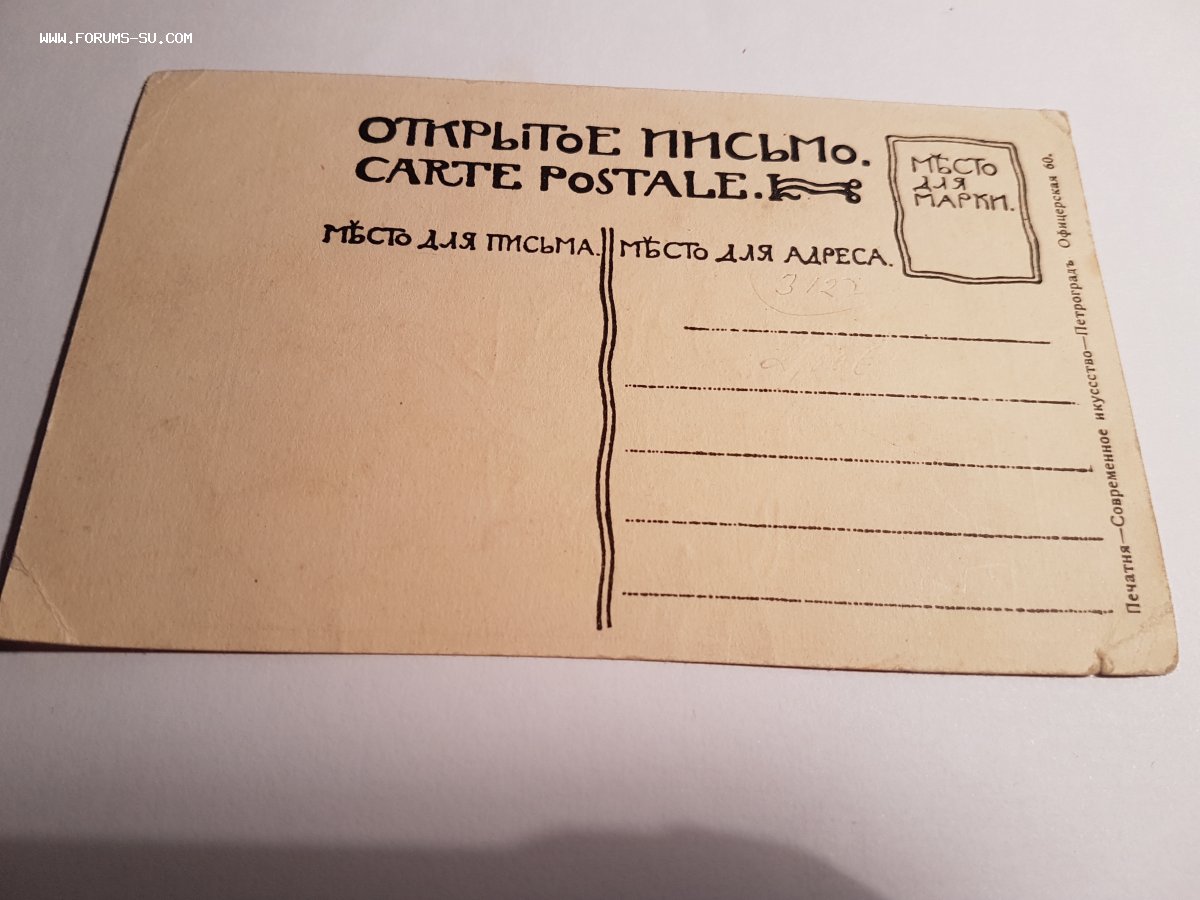 WWW.FORUMS-SU.COM
ОТКРЫТОЕ ПИСЬМО.
CARTE POSTALE.
МѢСТО ДЛЯ МАРКИ.
МѢСТО ДЛЯ ПИСЬМА.
МѢСТО ДЛЯ АДРЕСА.
Печатня—Современное икусство—Петроградъ Офицерская 60.